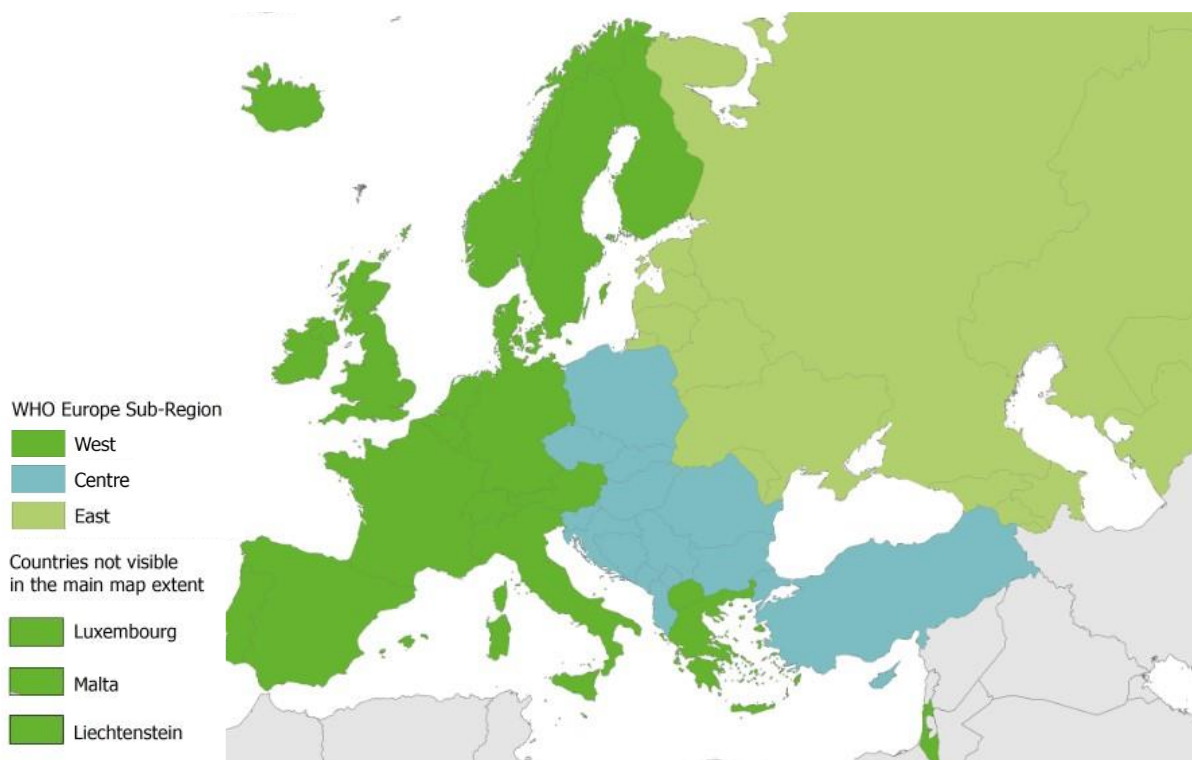 WHO Europe Sub-Region
West
Centre
East
Countries not visible
in the main map extent
Luxembourg
Malta
Liechtenstein